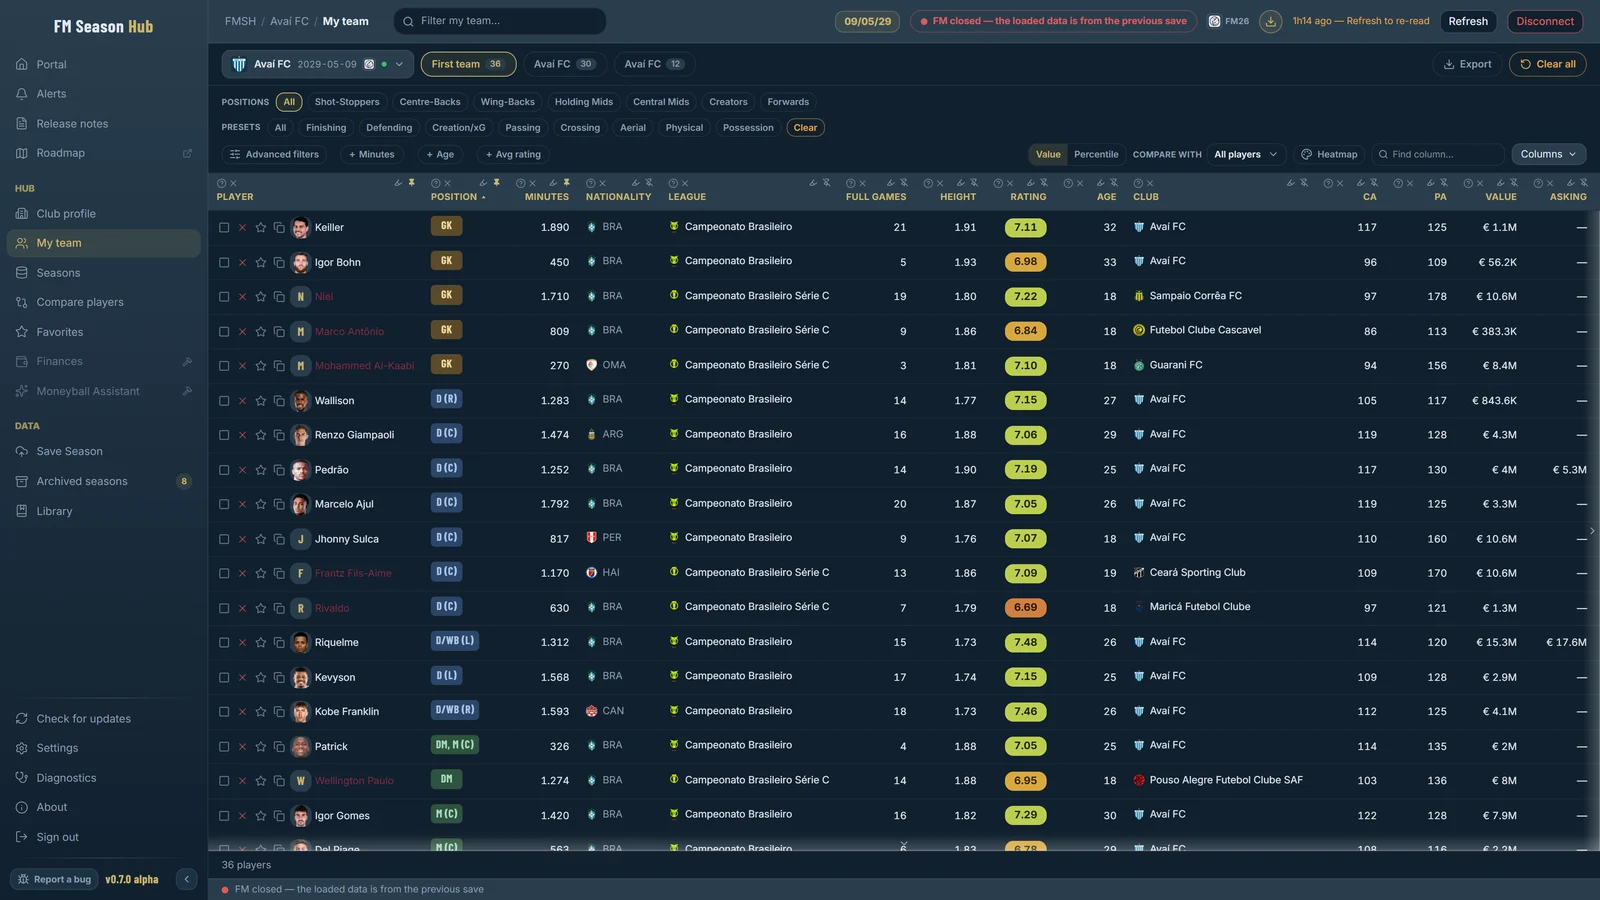 FM Season Hub
FMSH / Avaí FC / My team
Filter my team...
09/05/29
FM closed — the loaded data is from the previous save
FM26
1h14 ago — Refresh to re-read
Refresh
Disconnect
Portal
Alerts
Release notes
Roadmap
HUB
Club profile
My team
Seasons
Compare players
Favorites
Finances
Moneyball Assistant
DATA
Save Season
Archived seasons 8
Library
Check for updates
Settings
Diagnostics
About
Sign out
Report a bug v0.7.0 alpha
Avaí FC 2029-05-09
First team 36
Avaí FC 30
Avaí FC 12
Export
Clear all
POSITIONS All Shot-Stoppers Centre-Backs Wing-Backs Holding Mids Central Mids Creators Forwards
PRESETS All Finishing Defending Creation/xG Passing Crossing Aerial Physical Possession Clear
Advanced filters + Minutes + Age + Avg rating
Value Percentile COMPARE WITH All players Heatmap Find column... Columns
PLAYER POSITION MINUTES NATIONALITY LEAGUE FULL GAMES HEIGHT RATING AGE CLUB CA PA VALUE ASKING
Keiller GK 1.890 BRA Campeonato Brasileiro 21 1.91 7.11 32 Avaí FC 117 125 € 1.1M —
Igor Bohn GK 450 BRA Campeonato Brasileiro 5 1.93 6.98 33 Avaí FC 96 109 € 56.2K —
N Niel GK 1.710 BRA Campeonato Brasileiro Série C 19 1.80 7.22 18 Sampaio Corrêa FC 97 178 € 10.6M —
M Marco Antônio GK 809 BRA Campeonato Brasileiro Série C 9 1.86 6.84 18 Futebol Clube Cascavel 86 113 € 383.3K —
M Mohammed Al-Kaabi GK 270 OMA Campeonato Brasileiro Série C 3 1.81 7.10 18 Guarani FC 94 156 € 8.4M —
Wallison D (R) 1.283 BRA Campeonato Brasileiro 14 1.77 7.15 27 Avaí FC 105 117 € 843.6K —
Renzo Giampaoli D (C) 1.474 ARG Campeonato Brasileiro 16 1.88 7.06 29 Avaí FC 119 128 € 4.3M —
Pedrão D (C) 1.252 BRA Campeonato Brasileiro 14 1.90 7.19 25 Avaí FC 117 130 € 4M € 5.3M
Marcelo Ajul D (C) 1.792 BRA Campeonato Brasileiro 20 1.87 7.05 26 Avaí FC 119 125 € 3.3M —
J Jhonny Sulca D (C) 817 PER Campeonato Brasileiro 9 1.76 7.07 18 Avaí FC 110 160 € 10.6M —
F Frantz Fils-Aime D (C) 1.170 HAI Campeonato Brasileiro Série C 13 1.86 7.09 19 Ceará Sporting Club 109 170 € 10.6M —
R Rivaldo D (C) 630 BRA Campeonato Brasileiro Série C 7 1.79 6.69 18 Maricá Futebol Clube 97 121 € 1.3M —
Riquelme D/WB (L) 1.312 BRA Campeonato Brasileiro 15 1.73 7.48 26 Avaí FC 114 120 € 15.3M € 17.6M
Kevyson D (L) 1.568 BRA Campeonato Brasileiro 17 1.74 7.15 25 Avaí FC 109 128 € 2.9M —
Kobe Franklin D/WB (R) 1.593 CAN Campeonato Brasileiro 18 1.73 7.46 26 Avaí FC 112 125 € 4.1M —
Patrick DM, M (C) 326 BRA Campeonato Brasileiro 4 1.88 7.05 25 Avaí FC 114 135 € 2M —
W Wellington Paulo DM 1.274 BRA Campeonato Brasileiro Série C 14 1.88 6.95 18 Pouso Alegre Futebol Clube SAF 103 136 € 8M —
Igor Gomes M (C) 1.420 BRA Campeonato Brasileiro 16 1.82 7.29 30 Avaí FC 122 128 € 7.9M —
Del Piage M (C) 563 BRA Campeonato Brasileiro 6 1.83 6.78 29 Avaí FC 108 116 € 2.2M —
36 players
FM closed — the loaded data is from the previous save